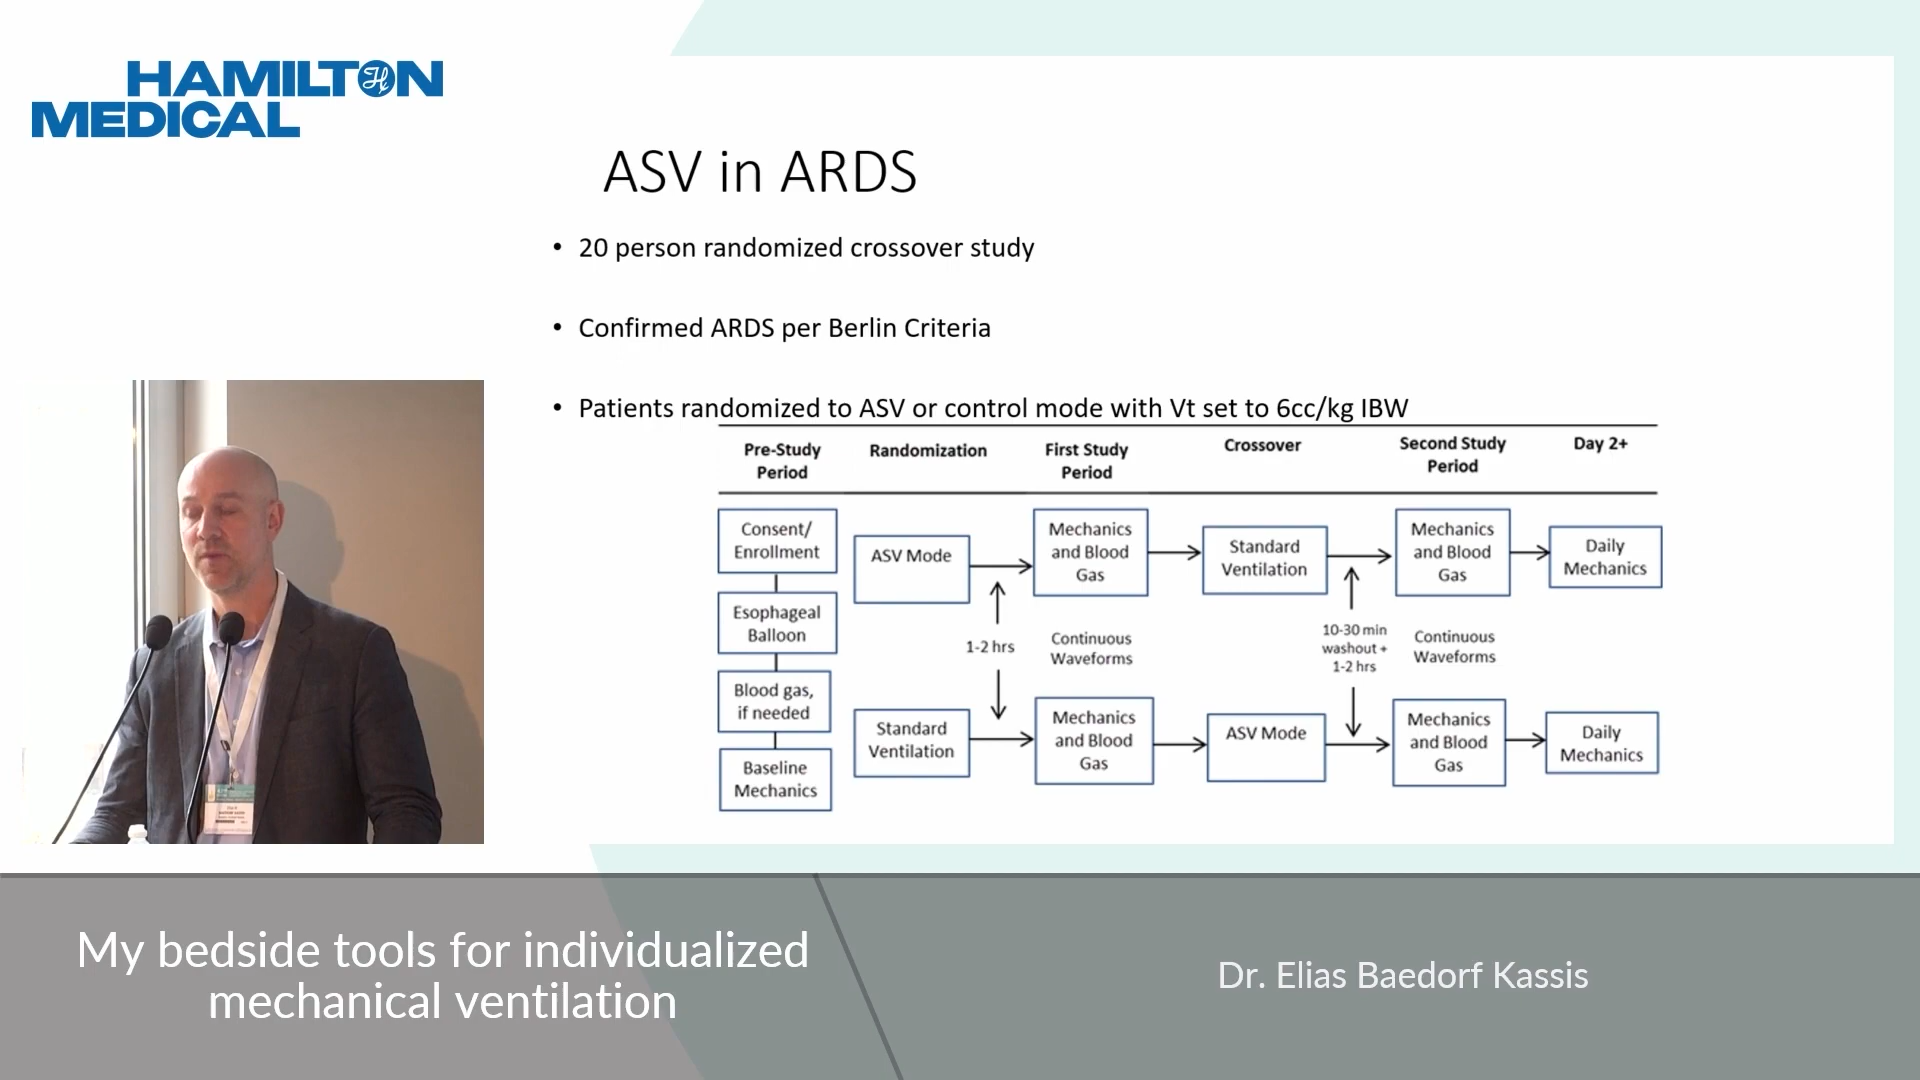 HAMILTON
MEDICAL
ASV in ARDS
• 20 person randomized crossover study
• Confirmed ARDS per Berlin Criteria
• Patients randomized to ASV or control mode with Vt set to 6cc/kg IBW
Pre-Study
Period
Randomization
First Study
Period
Crossover
Second Study
Period
Day 2+
Consent/
Enrollment
Esophageal
Balloon
Blood gas,
if needed
Baseline
Mechanics
ASV Mode
Mechanics
and Blood
Gas
Standard
Ventilation
Mechanics
and Blood
Gas
Daily
Mechanics
1-2 hrs
Continuous
Waveforms
10-30 min
washout +
1-2 hrs
Continuous
Waveforms
Standard
Ventilation
Mechanics
and Blood
Gas
ASV Mode
Mechanics
and Blood
Gas
Daily
Mechanics
My bedside tools for individualized
mechanical ventilation
Dr. Elias Baedorf Kassis